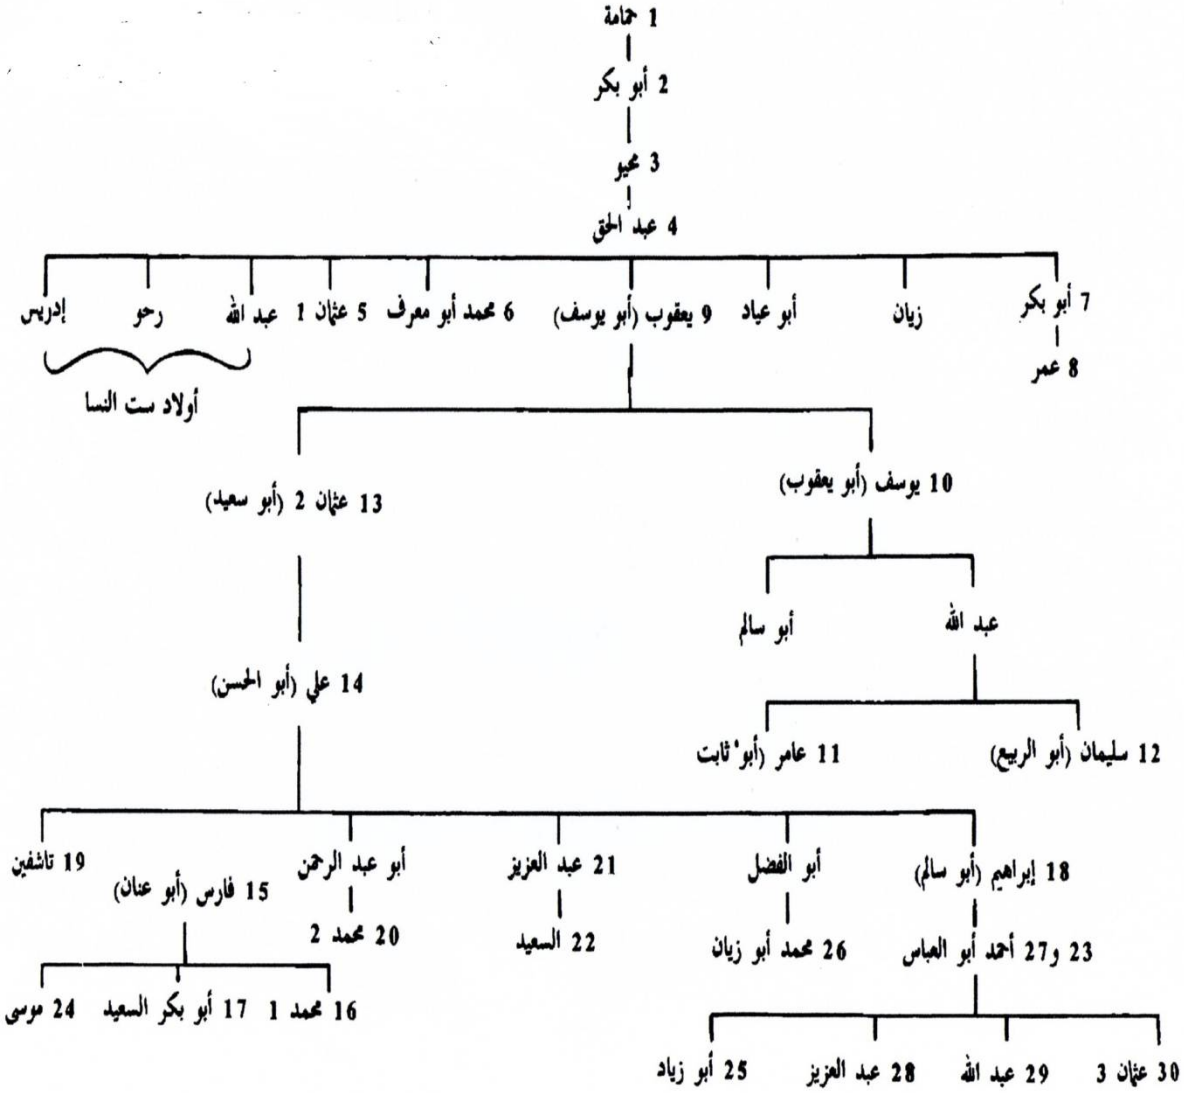 1 حمامة
2 أبو بكر
3 محيو
4 عبد الحق
7 أبو بكر
زيان
أبو عياد
9 يعقوب (أبو يوسف)
6 محمد أبو معرف
5 عثمان 1
عبد الله
رحو
إدريس
8 عمر
أولاد ست النسا
10 يوسف (أبو يعقوب)
13 عثمان 2 (أبو سعيد)
عبد الله
أبو سالم
14 علي (أبو الحسن)
12 سليمان (أبو الربيع)
11 عامر (أبو ثابت
18 إبراهيم (أبو سالم)
أبو الفضل
21 عبد العزيز
أبو عبد الرحمن
15 فارس (أبو عنان)
19 تاشفين
23 و27 أحمد أبو العباس
26 محمد أبو زيان
22 السعيد
20 محمد 2
16 محمد 1
17 أبو بكر السعيد
24 موسى
30 عثمان 3
29 عبد الله
28 عبد العزيز
25 أبو زياد